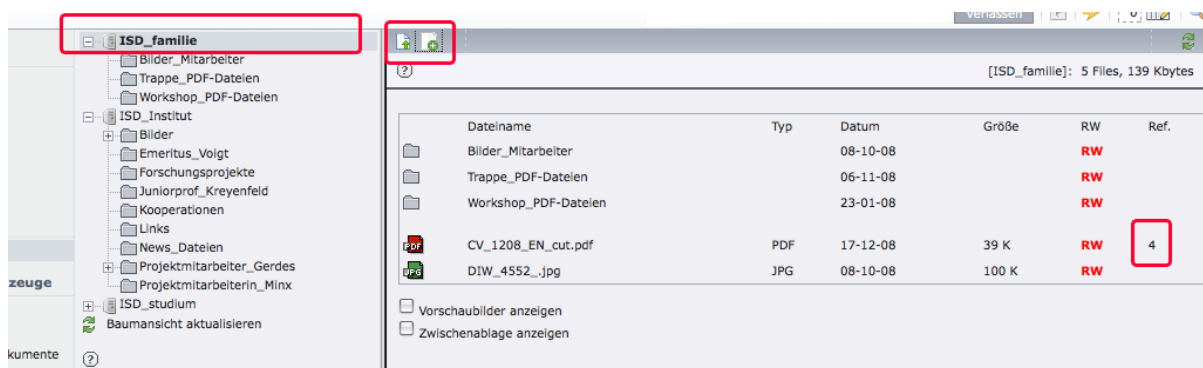 Verlassen
ISD_familie
Bilder_Mitarbeiter
Trappe_PDF-Dateien
Workshop_PDF-Dateien
ISD_Institut
Bilder
Emeritus_Voigt
Forschungsprojekte
Juniorprof_Kreyenfeld
Kooperationen
Links
News_Dateien
Projektmitarbeiter_Gerdes
Projektmitarbeiterin_Minx
ISD_studium
Baumansicht aktualisieren
zeuge
kumente
[ISD_familie]: 5 Files, 139 Kbytes
Dateiname Typ Datum Größe RW Ref.
Bilder_Mitarbeiter 08-10-08 RW
Trappe_PDF-Dateien 06-11-08 RW
Workshop_PDF-Dateien 23-01-08 RW
PDF CV_1208_EN_cut.pdf PDF 17-12-08 39 K RW 4
JPG DIW_4552_.jpg JPG 08-10-08 100 K RW
Vorschaubilder anzeigen
Zwischenablage anzeigen